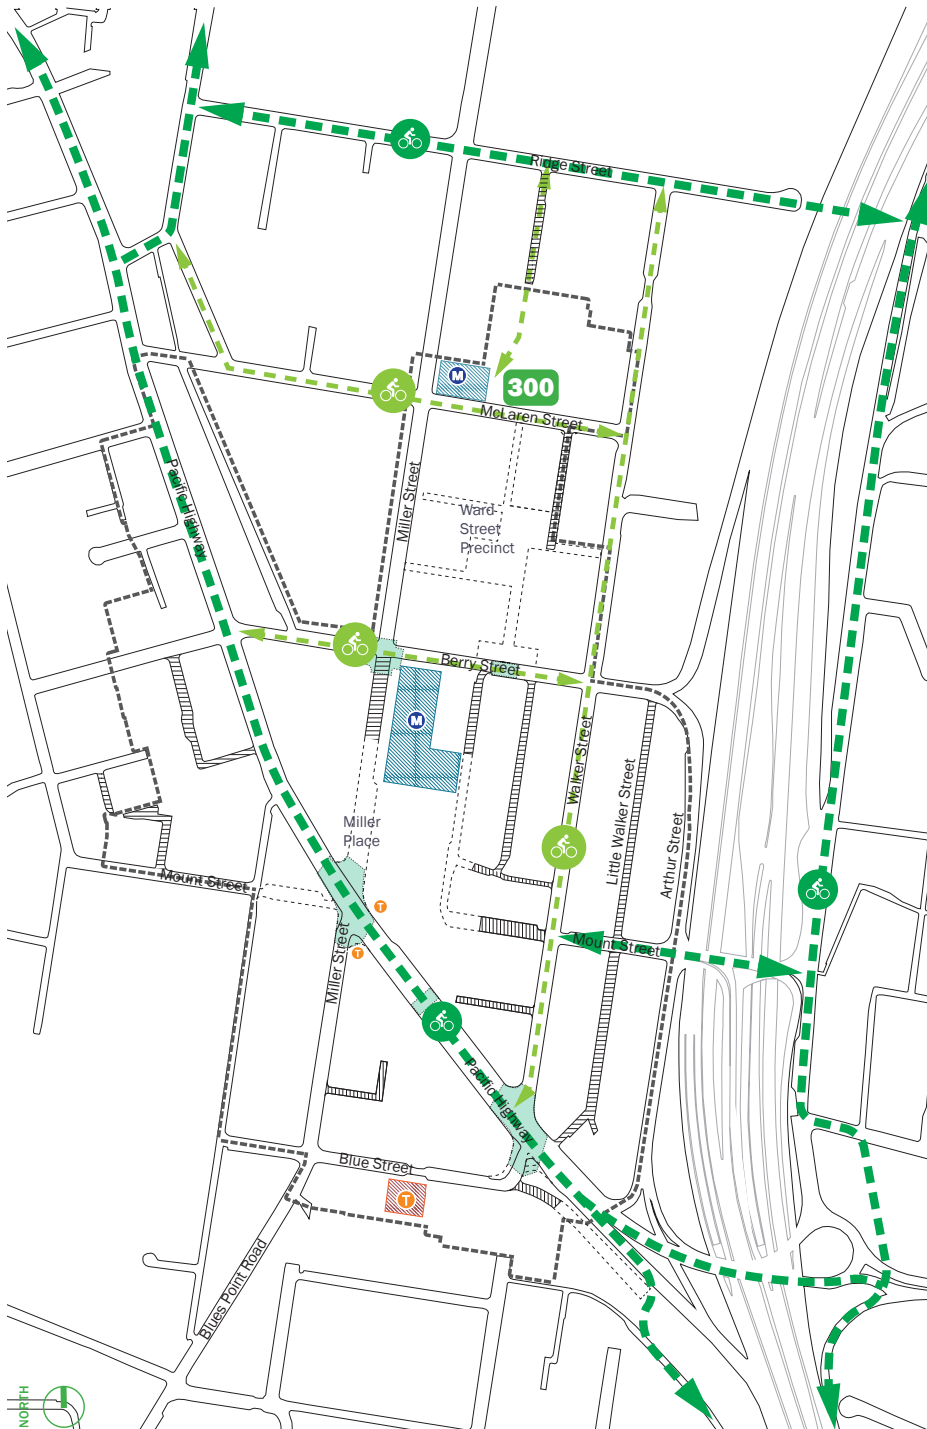 Ridge Street
M
300
McLaren Street
Pacific Highway
Miller Street
Ward
Street
Precinct
Berry Street
M
Walker Street
Little Walker Street
Arthur Street
Miller
Place
Mount Street
T
Miller Street
T
Mount Street
Pacific Highway
Blue Street
T
Blues Point Road
NORTH